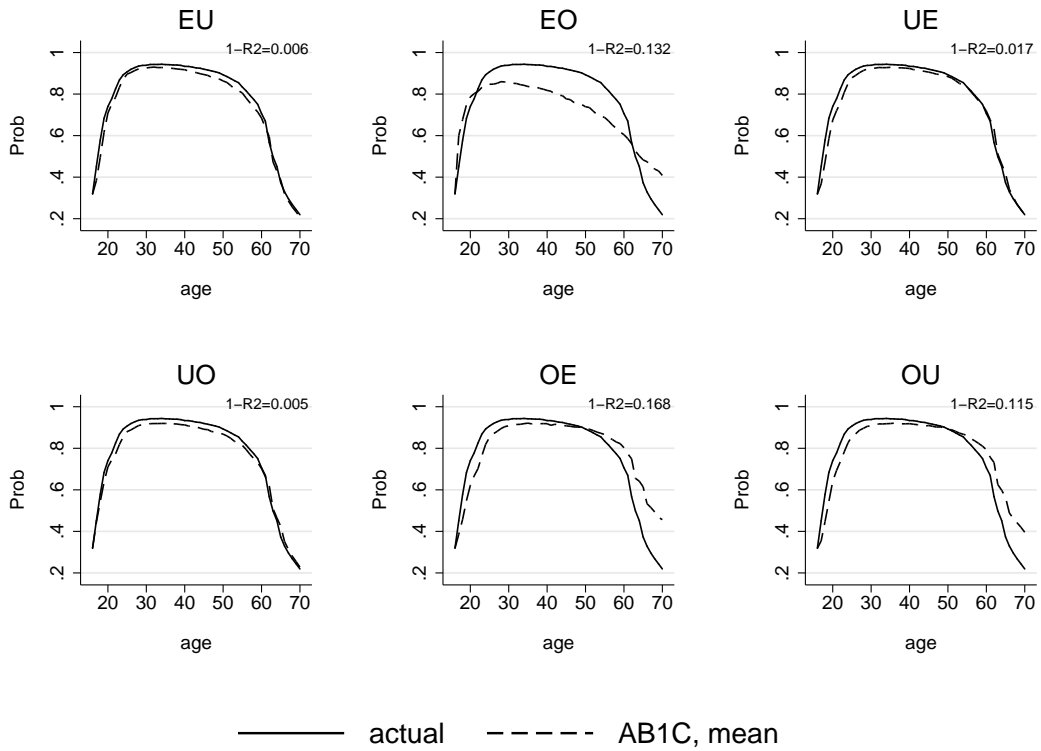 EU
1−R2=0.006
Prob
.2 .4 .6 .8 1
20 30 40 50 60 70
age
EO
1−R2=0.132
Prob
.2 .4 .6 .8 1
20 30 40 50 60 70
age
UE
1−R2=0.017
Prob
.2 .4 .6 .8 1
20 30 40 50 60 70
age
UO
1−R2=0.005
Prob
.2 .4 .6 .8 1
20 30 40 50 60 70
age
OE
1−R2=0.168
Prob
.2 .4 .6 .8 1
20 30 40 50 60 70
age
OU
1−R2=0.115
Prob
.2 .4 .6 .8 1
20 30 40 50 60 70
age
actual AB1C, mean